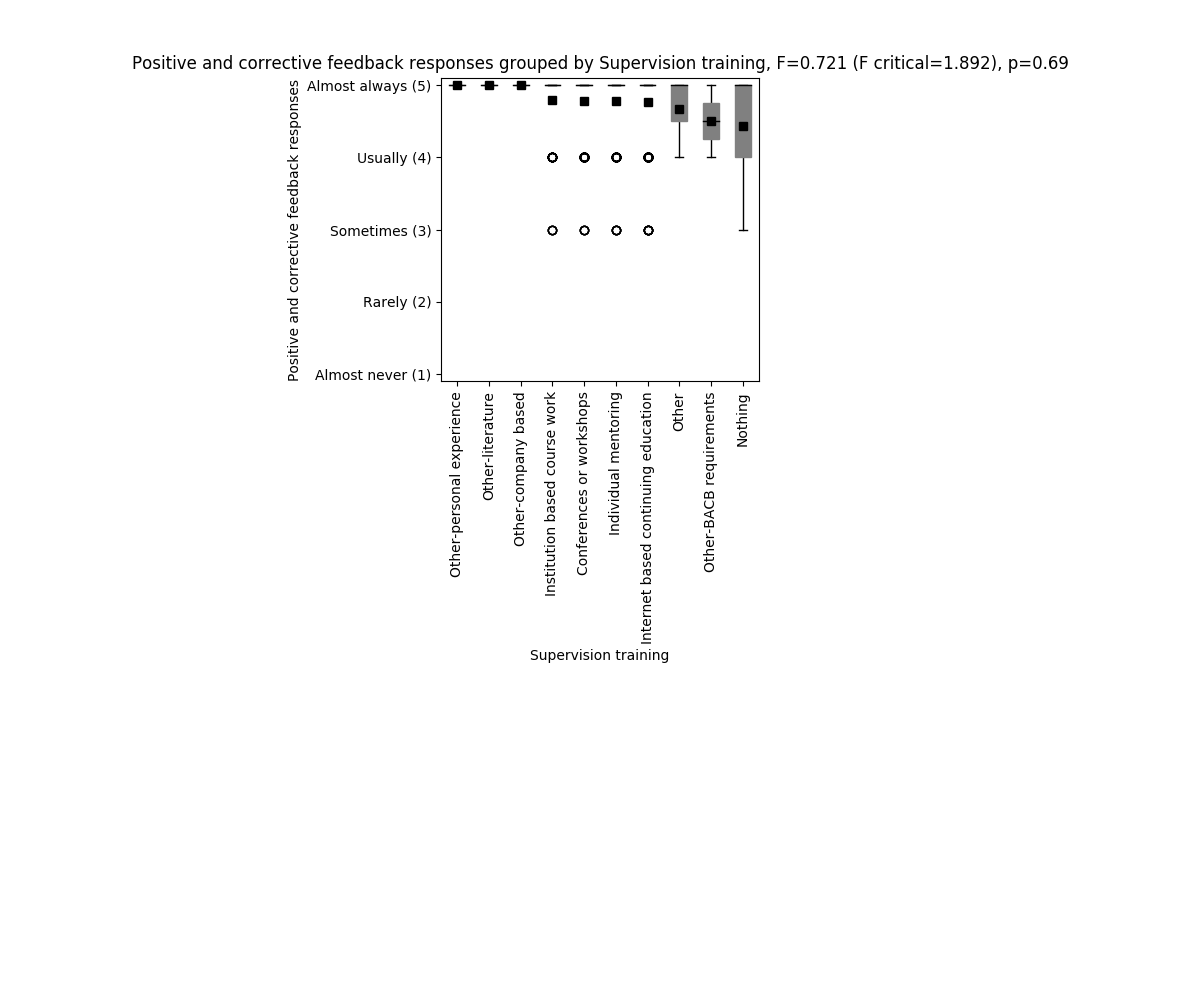 Positive and corrective feedback responses grouped by Supervision training, F=0.721 (F critical=1.892), p=0.69
Positive and corrective feedback responses
Almost always (5)
Usually (4)
Sometimes (3)
Rarely (2)
Almost never (1)
Other-personal experience
Other-literature
Other-company based
Institution based course work
Conferences or workshops
Individual mentoring
Internet based continuing education
Other
Other-BACB requirements
Nothing
Supervision training